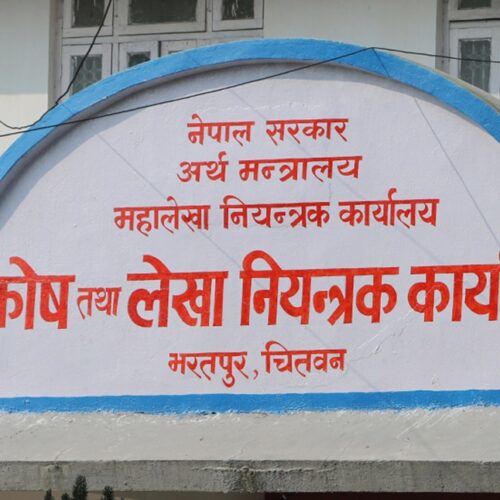 नेपाल सरकार
अर्थ मन्त्रालय
महालेखा नियन्त्रक कार्यालय
कोष तथा लेखा नियन्त्रक कार्या
भरतपुर, चितवन